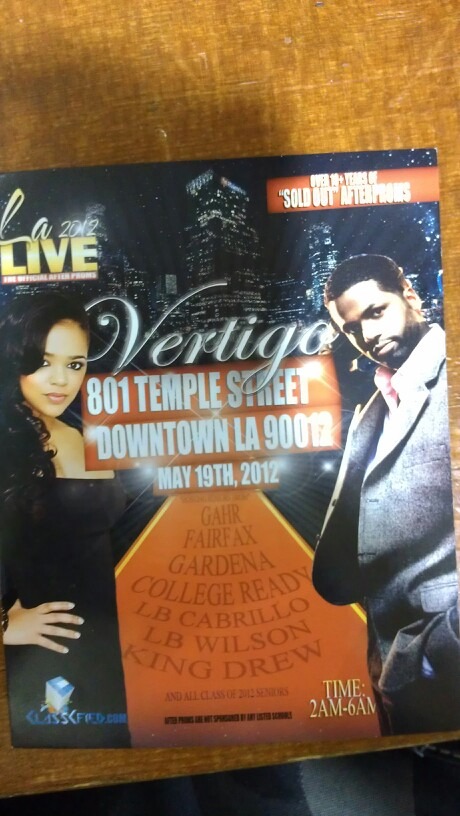 OVER 10+ YEARS OF
"SOLD OUT" AFTERPROMS
La 2012
LIVE
THE OFFICIAL AFTER PROMS
Vertigo
801 TEMPLE STREET
DOWNTOWN LA 90012
MAY 19TH, 2012
GAHR
FAIRFAX
GARDENA
COLLEGE READY
LB CABRILLO
LB WILSON
KING DREW
AND ALL CLASS OF 2012 SENIORS
AFTER PROMS ARE NOT SPONSORED BY ANY LISTED SCHOOLS
TIME:
2AM-6AM
CLASSCFIED.COM